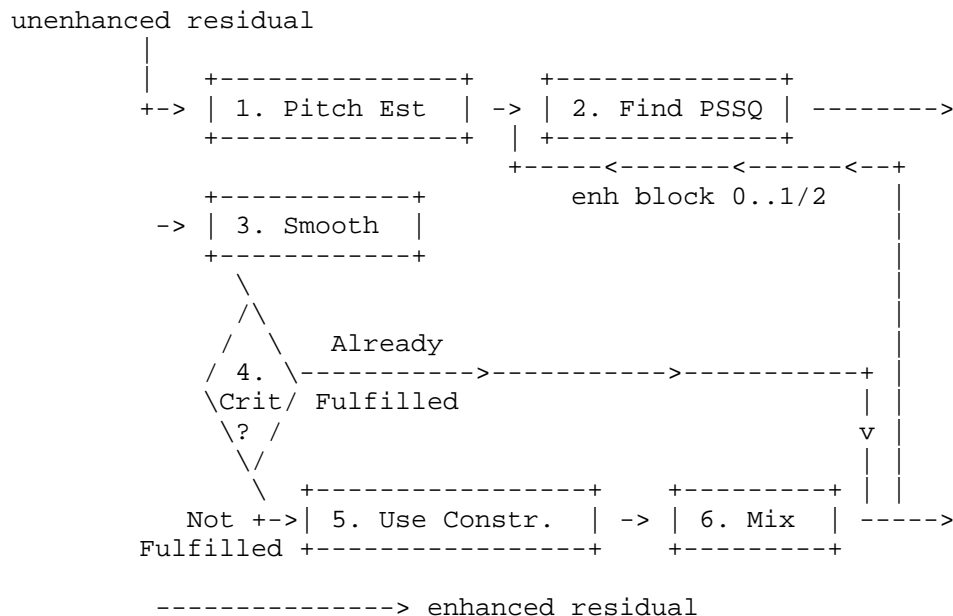 unenhanced residual
1. Pitch Est
2. Find PSSQ
enh block 0..1/2
3. Smooth
Already
4.
Crit
Fulfilled
?
5. Use Constr.
6. Mix
Not
Fulfilled
enhanced residual